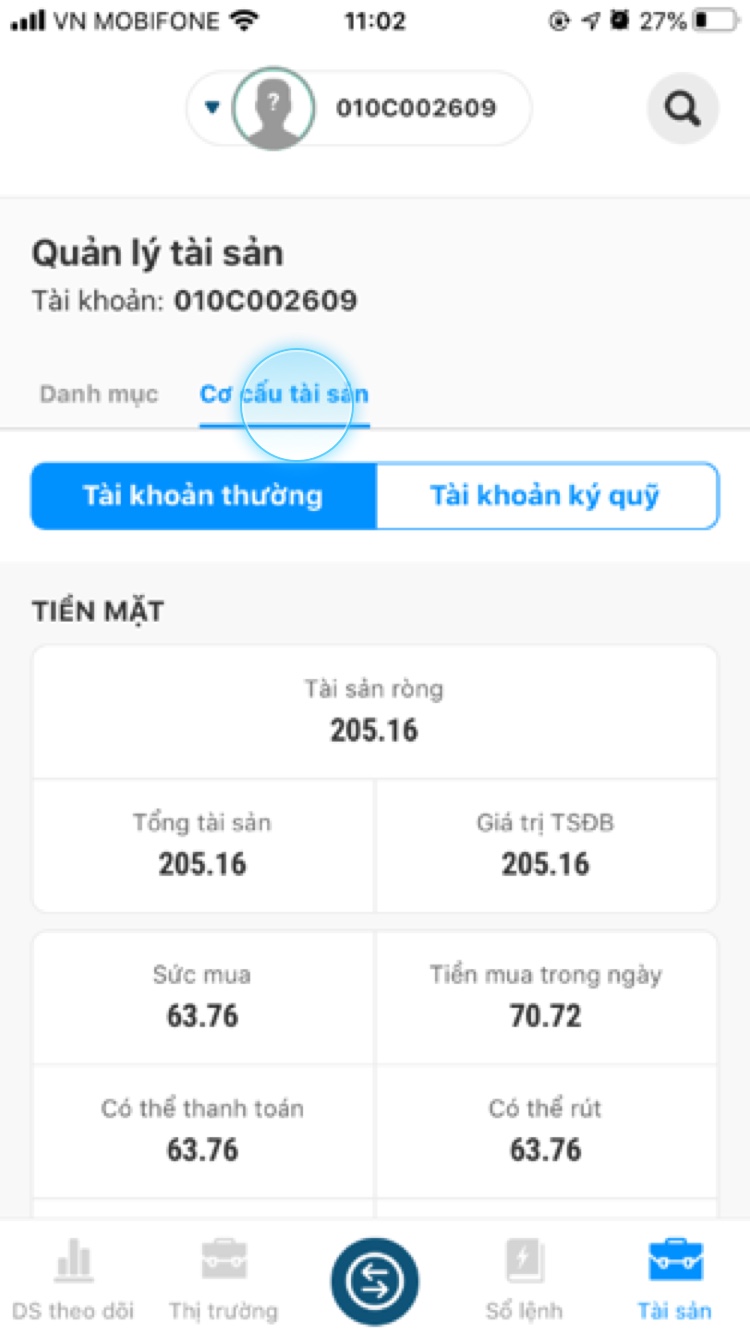 VN MOBIFONE 11:02 27%
010C002609
Quản lý tài sản
Tài khoản: 010C002609
Danh mục Cơ cấu tài sản
Tài khoản thường Tài khoản ký quỹ
TIỀN MẶT
Tài sản ròng
205.16
Tổng tài sản Giá trị TSĐB
205.16 205.16
Sức mua Tiền mua trong ngày
63.76 70.72
Có thể thanh toán Có thể rút
63.76 63.76
DS theo dõi Thị trường Sổ lệnh Tài sản